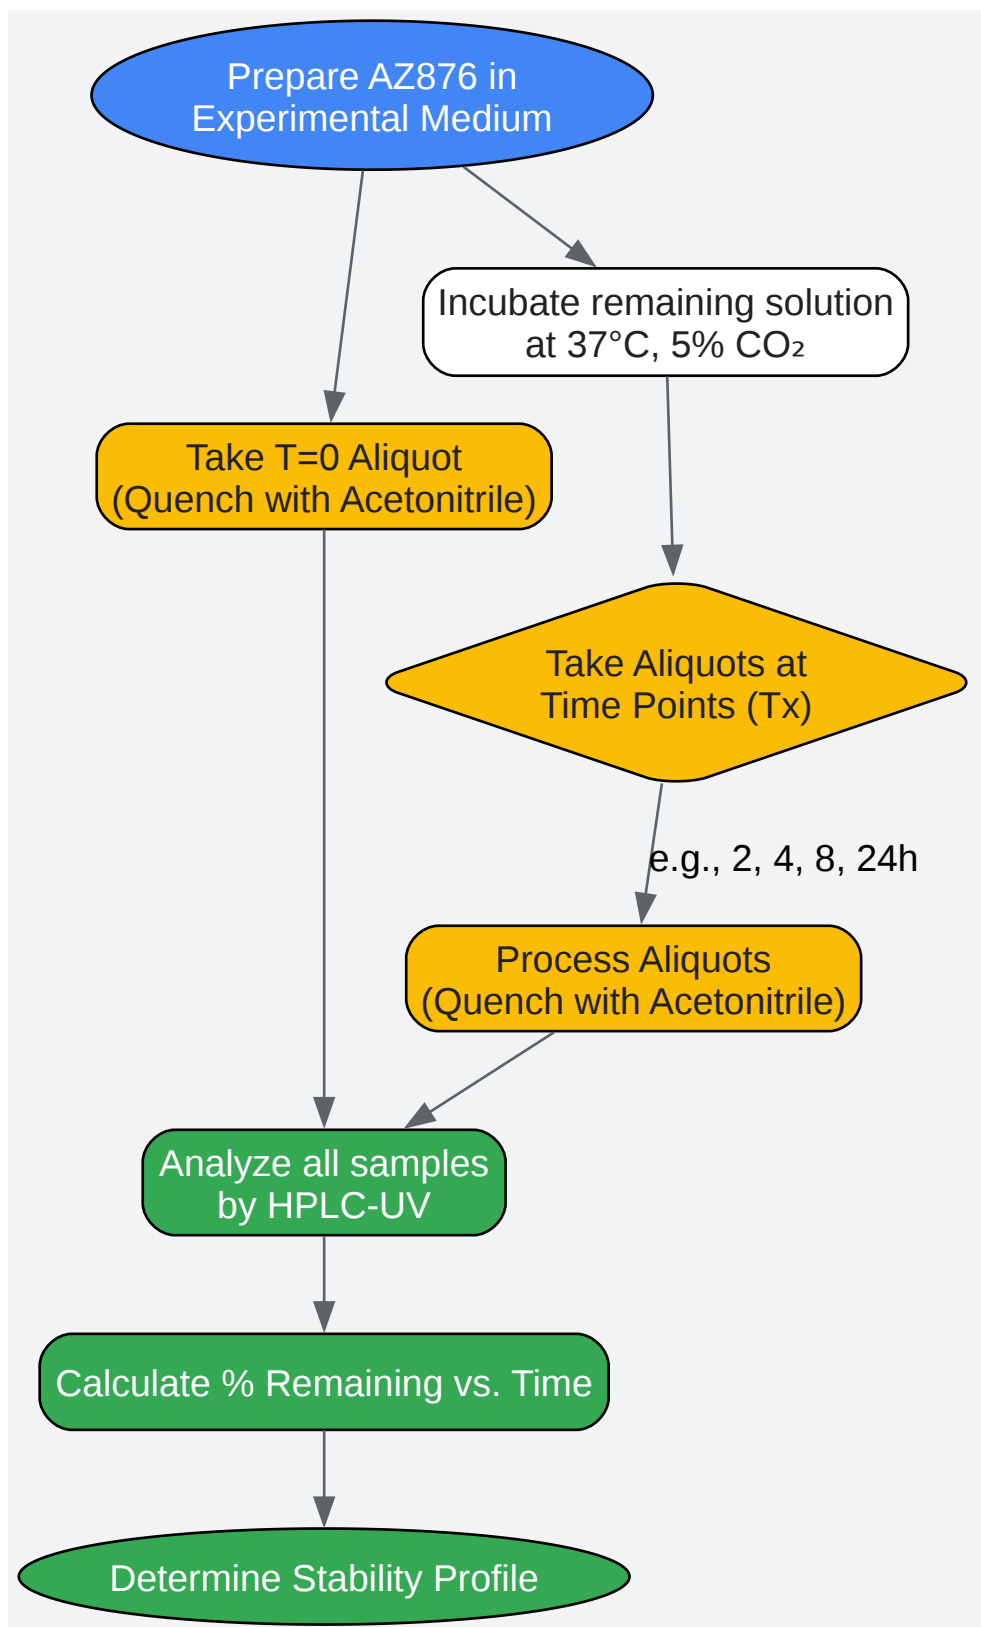 Prepare AZ876 in
Experimental Medium
Incubate remaining solution
at 37°C, 5% CO₂
Take T=0 Aliquot
(Quench with Acetonitrile)
Take Aliquots at
Time Points (Tx)
e.g., 2, 4, 8, 24h
Process Aliquots
(Quench with Acetonitrile)
Analyze all samples
by HPLC-UV
Calculate % Remaining vs. Time
Determine Stability Profile